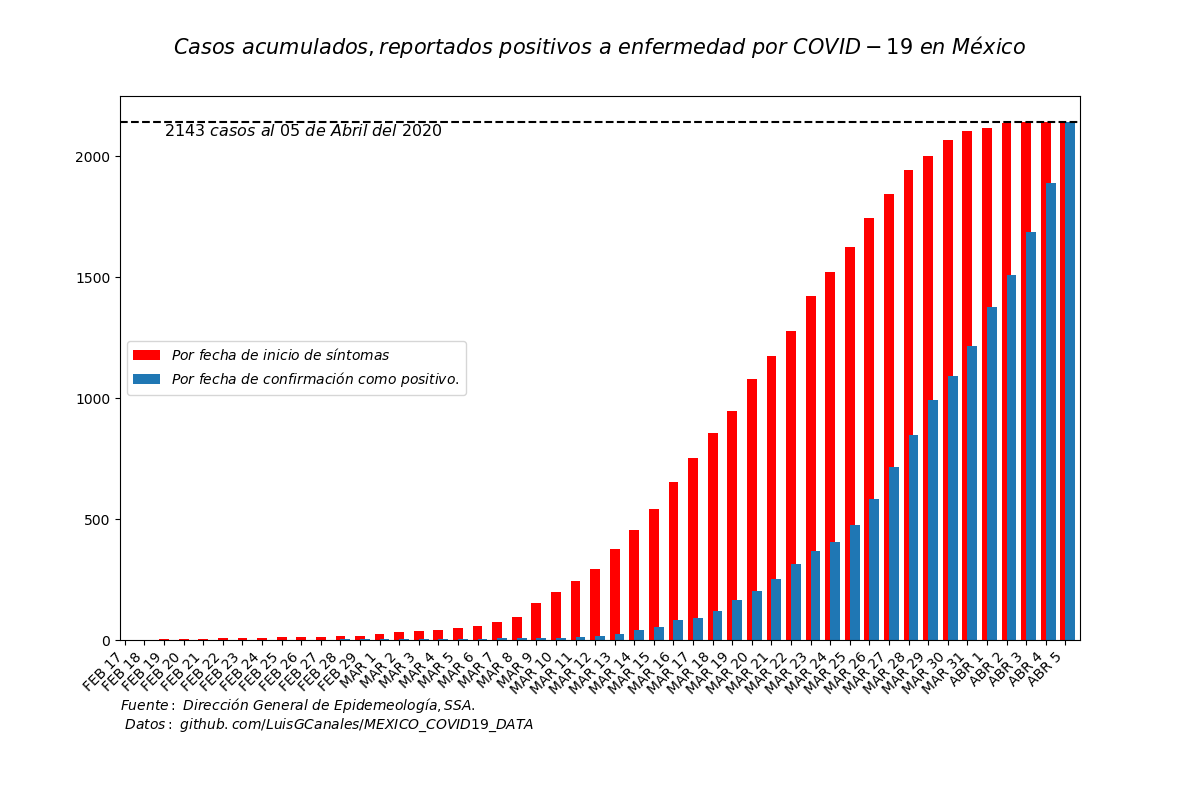 Casos acumulados, reportados positivos a enfermedad por COVID − 19 en México
2143 casos al 05 de Abril del 2020
2000
1500
1000
500
0
Por fecha de inicio de síntomas
Por fecha de confirmación como positivo.
FEB 17
FEB 18
FEB 19
FEB 20
FEB 21
FEB 22
FEB 23
FEB 24
FEB 25
FEB 26
FEB 27
FEB 28
FEB 29
MAR 1
MAR 2
MAR 3
MAR 4
MAR 5
MAR 6
MAR 7
MAR 8
MAR 9
MAR 10
MAR 11
MAR 12
MAR 13
MAR 14
MAR 15
MAR 16
MAR 17
MAR 18
MAR 19
MAR 20
MAR 21
MAR 22
MAR 23
MAR 24
MAR 25
MAR 26
MAR 27
MAR 28
MAR 29
MAR 30
MAR 31
ABR 1
ABR 2
ABR 3
ABR 4
ABR 5
Fuente: Dirección General de Epidemeología, SSA.
Datos: github.com/LuisGCanales/MEXICO_COVID19_DATA